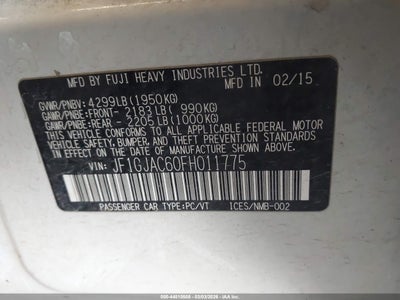 MFD BY FUJI HEAVY INDUSTRIES LTD.
MFD IN 02/15
GVWR/PNBV: 4299LB(1950KG)
GAWR/PNBE:FRONT- 2183LB( 990KG)
GAWR/PNBE:REAR - 2205LB(1000KG)
THIS VEHICLE CONFORMS TO ALL APPLICABLE FEDERAL MOTOR
VEHICLE SAFETY, BUMPER, AND THEFT PREVENTION STANDARDS
IN EFFECT ON THE DATE OF MANUFACTURE SHOWN ABOVE.
VIN: JF1GJAC60FH011775
PASSENGER CAR TYPE:PC/VT ICES/NMB-002